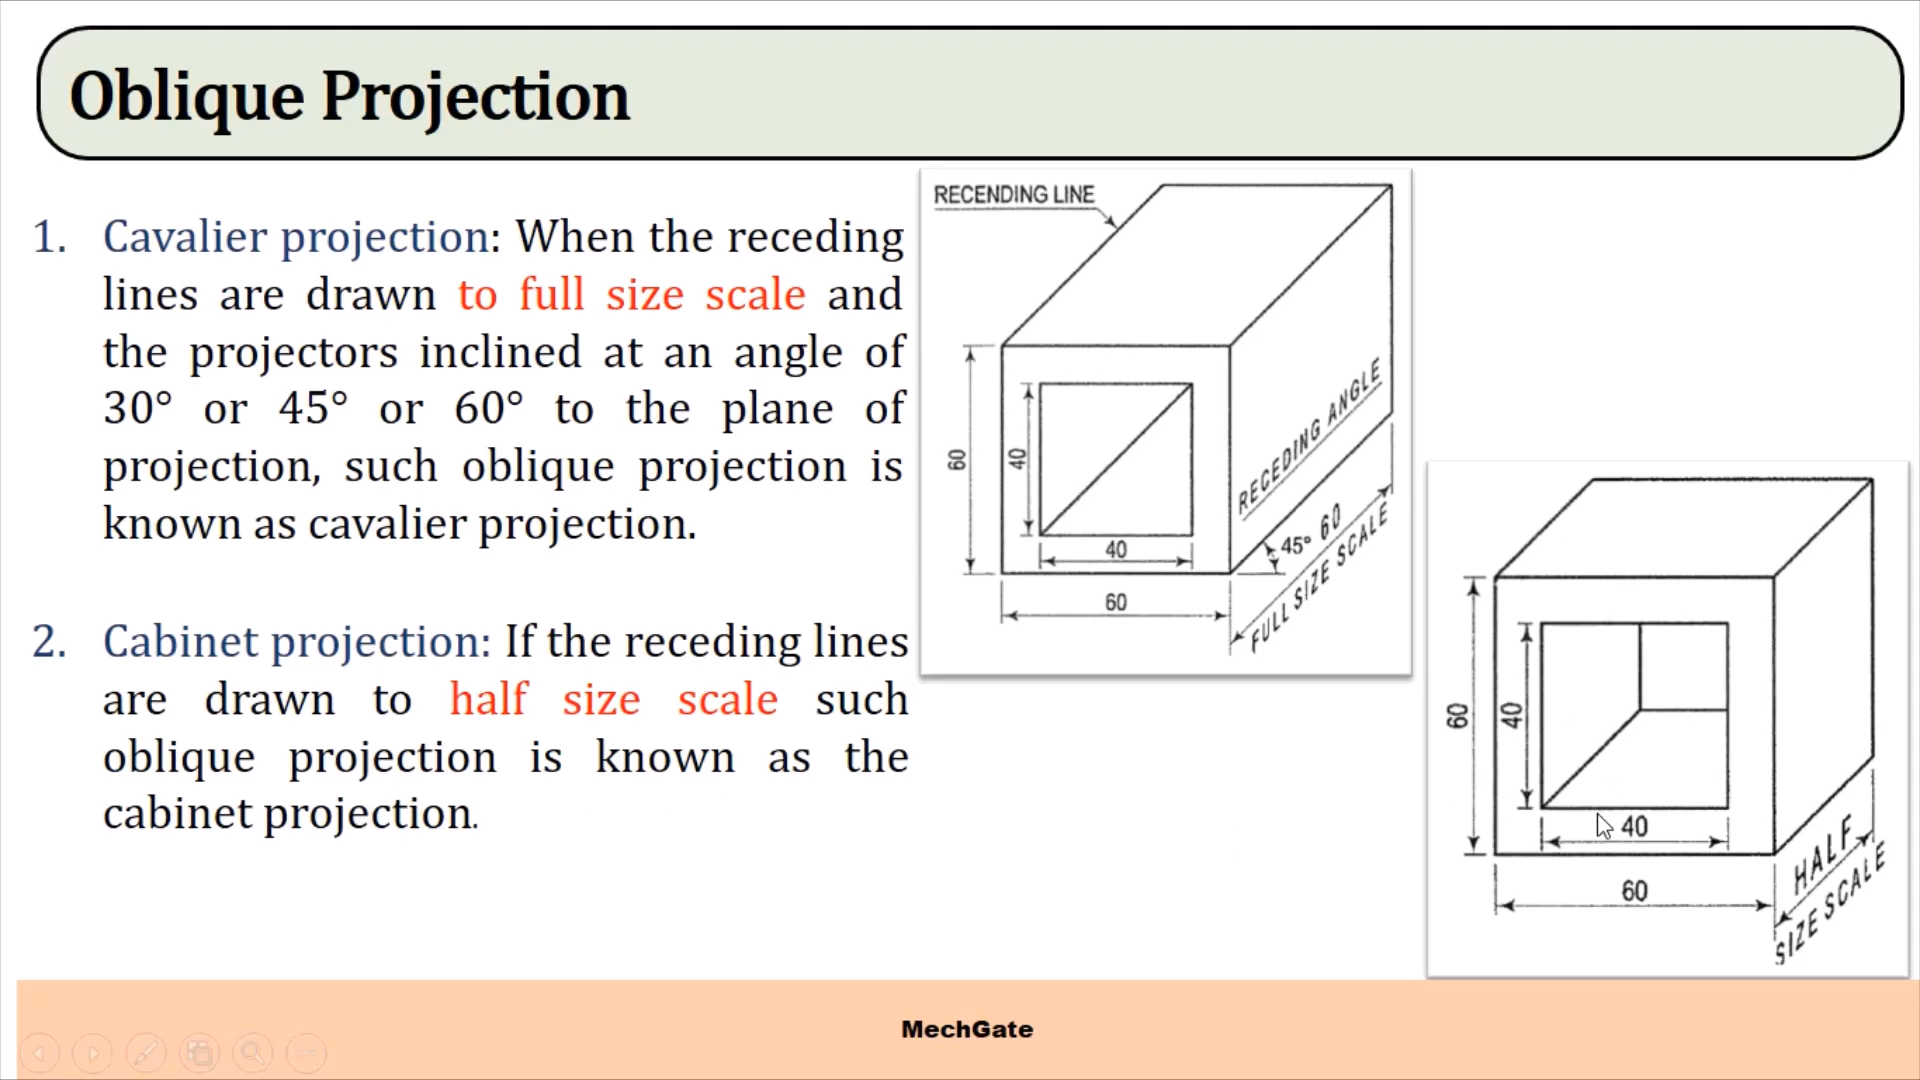 Oblique Projection
1. Cavalier projection: When the receding
lines are drawn to full size scale and
the projectors inclined at an angle of
30° or 45° or 60° to the plane of
projection, such oblique projection is
known as cavalier projection.
2. Cabinet projection: If the receding lines
are drawn to half size scale such
oblique projection is known as the
cabinet projection.
RECENDING LINE
60
40
40
60
RECEDING ANGLE
45°
60
FULL SIZE SCALE
60
40
40
60
HALF
SIZE SCALE
MechGate